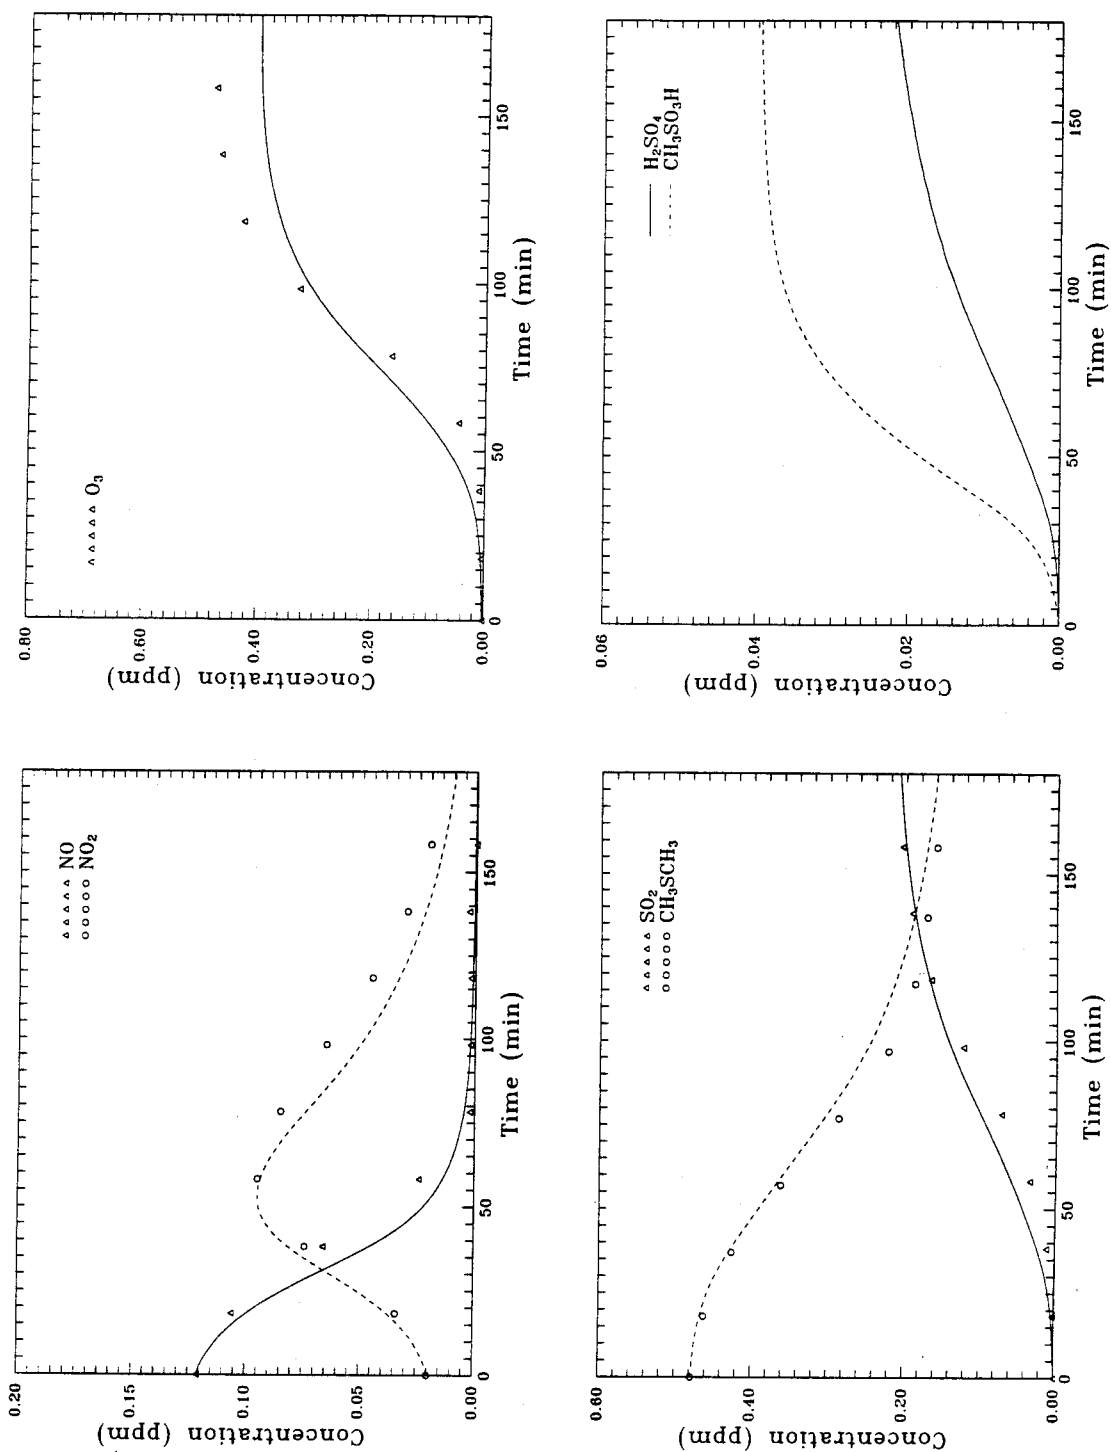 NO
NO2
0.20
0.15
0.10
0.05
0.00
0
50
100
150
Concentration (ppm)
Time (min)
O3
0.80
0.60
0.40
0.20
0.00
0
50
100
150
Concentration (ppm)
Time (min)
SO2
CH3SCH3
0.60
0.40
0.20
0.00
0
50
100
150
Concentration (ppm)
Time (min)
H2SO4
CH3SO3H
0.06
0.04
0.02
0.00
0
50
100
150
Concentration (ppm)
Time (min)